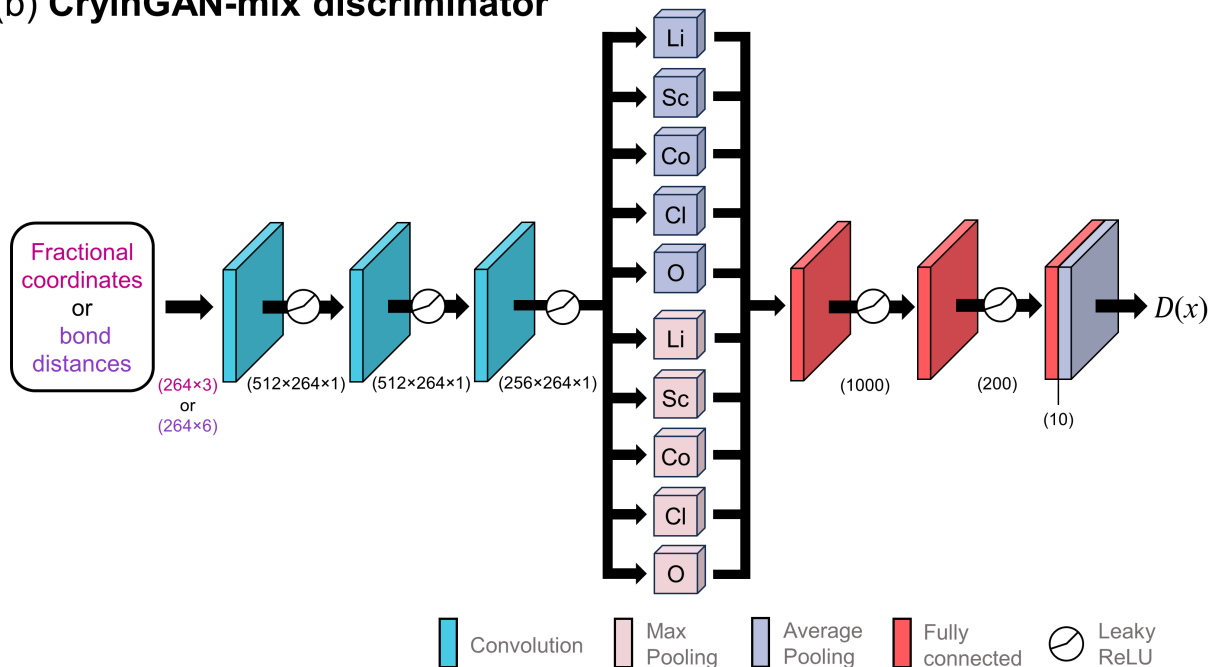 (b) CryinGAN-mix discriminator
Fractional
coordinates
or
bond
distances
(264×3)
or
(264×6)
(512×264×1)
(512×264×1)
(256×264×1)
Li
Sc
Co
Cl
O
Li
Sc
Co
Cl
O
(1000)
(200)
(10)
D(x)
Convolution
Max
Pooling
Average
Pooling
Fully
connected
Leaky
ReLU